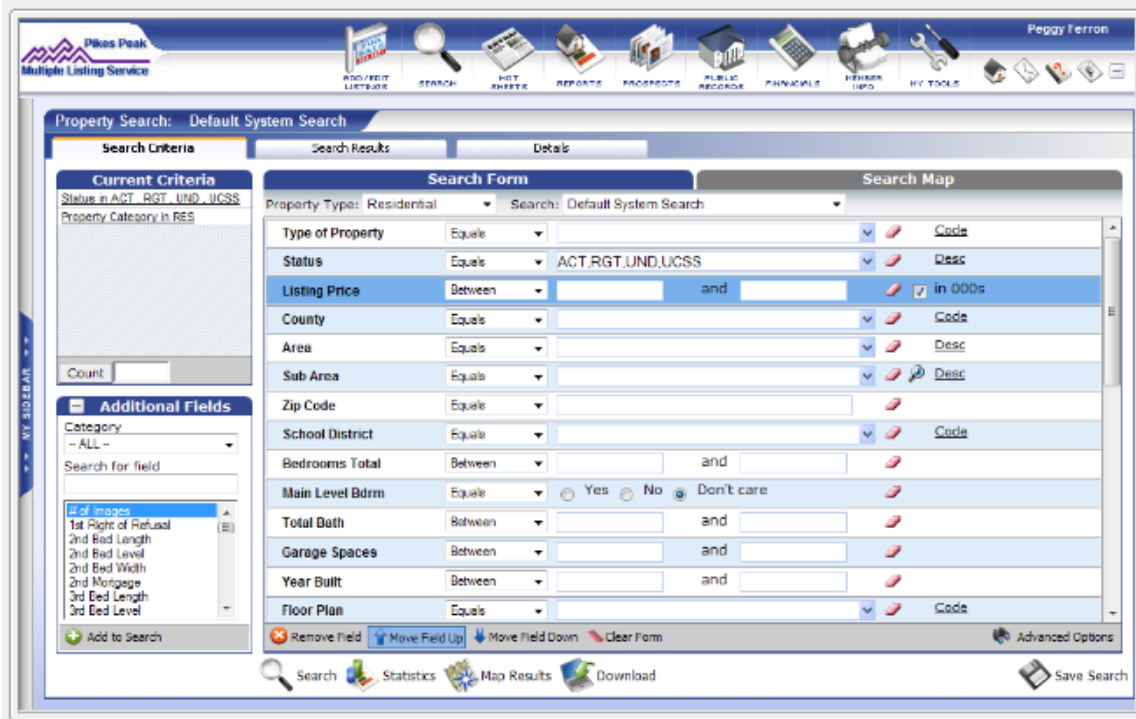 Peggy Ferron
Pikes Peak
Multiple Listing Service
ADD/EDIT LISTINGS
SEARCH
HOT SHEETS
REPORTS
PROSPECTS
PUBLIC RECORDS
FINANCIALS
MEMBER INFO
MY TOOLS
Property Search: Default System Search
Search Criteria Search Results Details
Current Criteria
Status in ACT , RGT , UND , UCSS
Property Category in RES
Count
MY SIDEBAR
Additional Fields
Category
-- ALL --
Search for field
# of Images
1st Right of Refusal
2nd Bed Length
2nd Bed Level
2nd Bed Width
2nd Mortgage
3rd Bed Length
3rd Bed Level
Add to Search
Search Form Search Map
Property Type: Residential Search: Default System Search
Type of Property Equals Code
Status Equals ACT,RGT,UND,UCSS Desc
Listing Price Between and in 000s
County Equals Code
Area Equals Desc
Sub Area Equals Desc
Zip Code Equals
School District Equals Code
Bedrooms Total Between and
Main Level Bdrm Equals Yes No Don't care
Total Bath Between and
Garage Spaces Between and
Year Built Between and
Floor Plan Equals Code
Remove Field Move Field Up Move Field Down Clear Form Advanced Options
Search Statistics Map Results Download Save Search